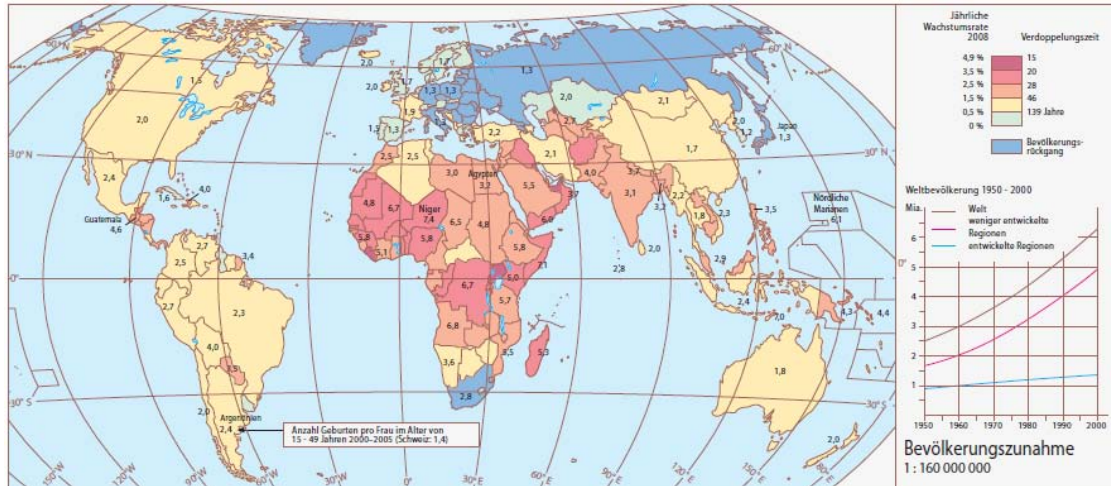 60° N
60° N
30° N
30° N
0°
0°
30° S
30° S
120°W
90°W
60°W
30°W
0°
30°E
60°E
90°E
120°E
1,5
2,0
2,4
Guatemala
4,6
1,6
4,0
2,7
2,5
3,4
2,7
2,3
4,0
3,5
2,0
Argentinien
2,4
Anzahl Geburten pro Frau im Alter von
15 - 49 Jahren 2000–2005 (Schweiz: 1,4)
2,0
1,7
2,0
1,7
1,3
1,3
1,9
1,3
1,3
1,3
2,0
2,1
2,2
2,1
1,7
2,0
1,2
Japan
1,3
2,5
2,5
3,0
Ägypten
5,5
3,7
6,0
4,0
3,1
3,7
3,2
2,2
1,8
2,3
3,5
Nördliche
Marianen
6,1
4,8
6,7
Niger
7,4
6,5
4,8
5,8
5,1
5,8
5,8
7,1
5,0
6,7
5,7
6,8
3,6
5,3
2,8
2,0
2,8
2,9
2,4
7,0
4,3
4,4
1,8
2,0
Jährliche
Wachstumsrate
2008
Verdoppelungszeit
4,9 %
15
3,5 %
20
2,5 %
28
1,5 %
46
0,5 %
139 Jahre
0 %
Bevölkerungs-
rückgang
Weltbevölkerung 1950 - 2000
Mia.
Welt
weniger entwickelte
Regionen
entwickelte Regionen
6
5
4
3
2
1
1950
1960
1970
1980
1990
2000
Bevölkerungszunahme
1 : 160 000 000